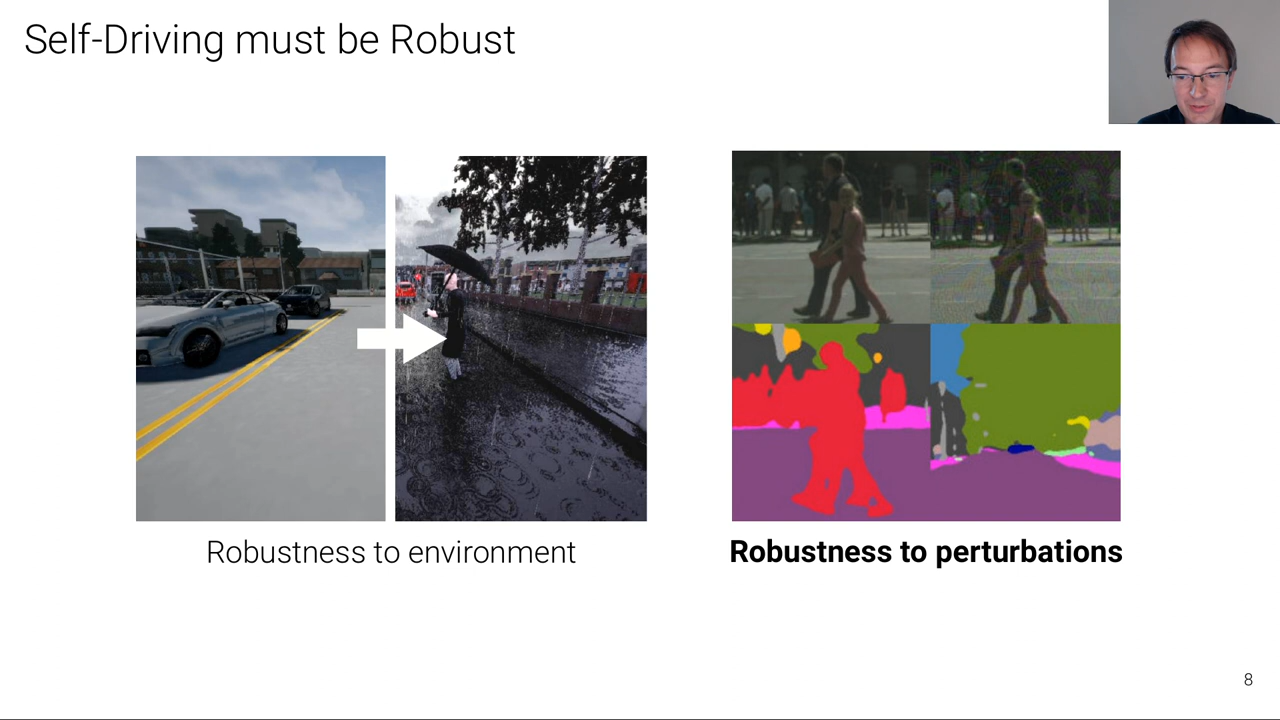 Self-Driving must be Robust
Robustness to environment
Robustness to perturbations
8